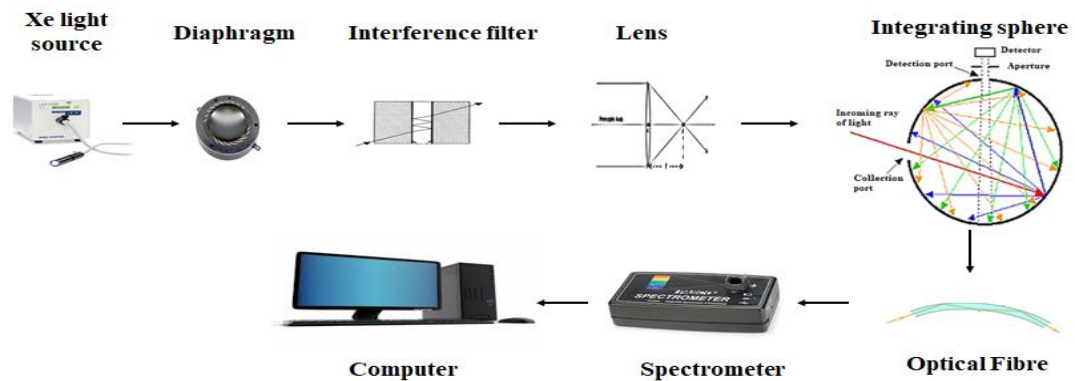 Xe light
source
Diaphragm
Interference filter
Lens
Integrating sphere
Detector
Detection port
Aperture
Incoming ray
of light
Collection
port
f
SPECTROMETER
Computer
Spectrometer
Optical Fibre